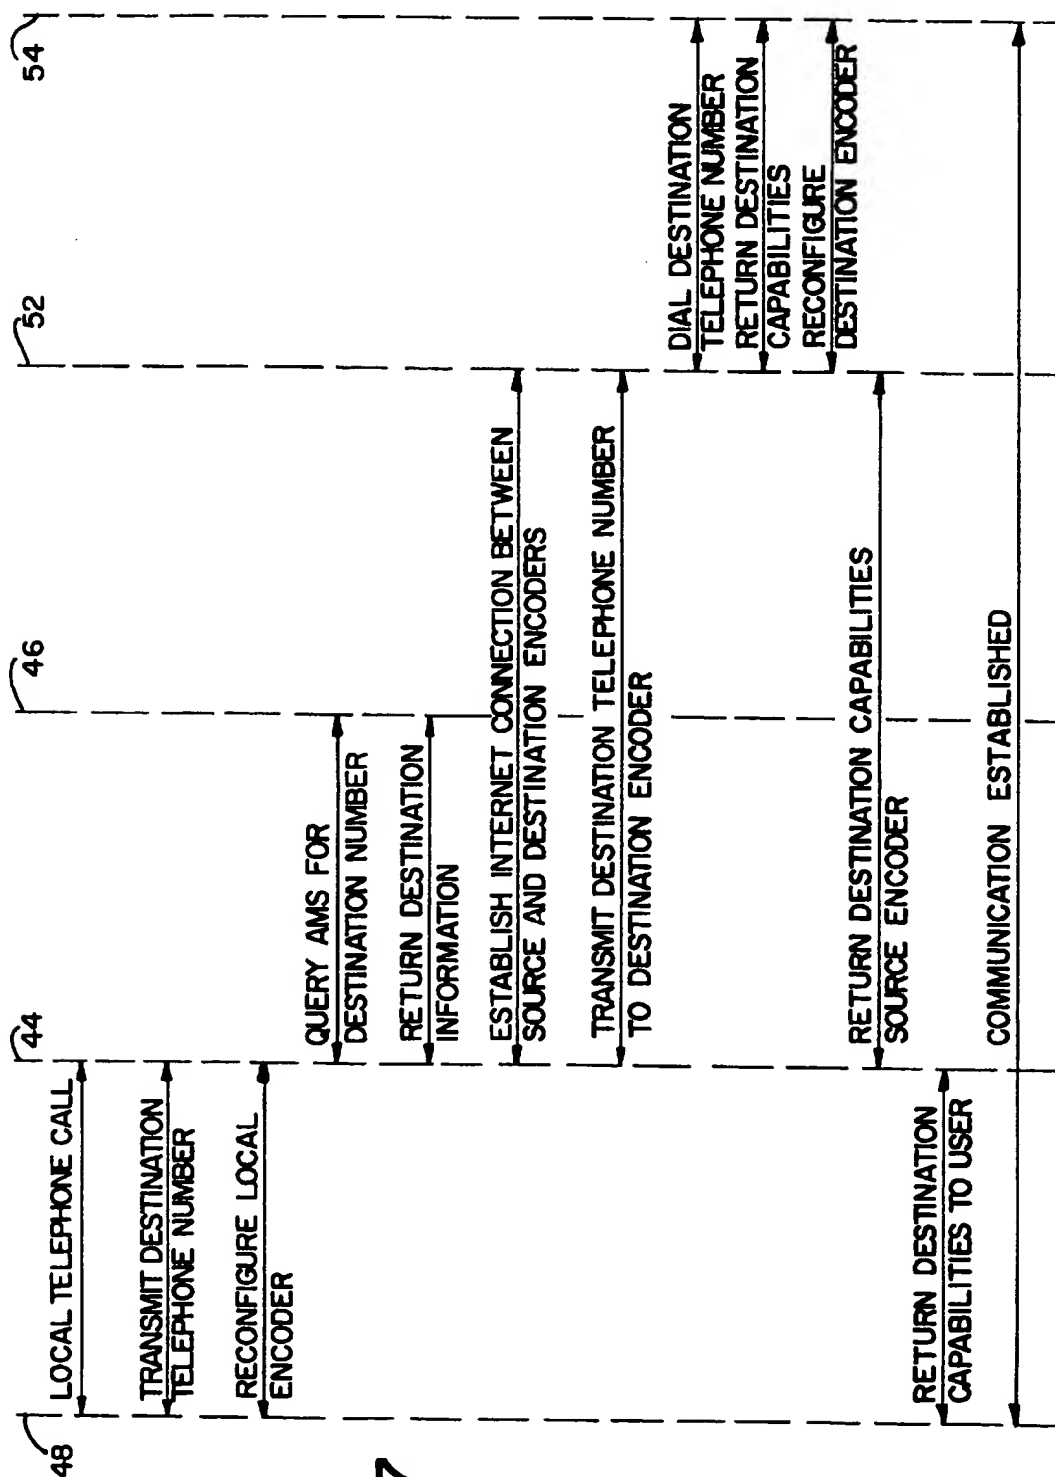 48
44
46
52
54
LOCAL TELEPHONE CALL
TRANSMIT DESTINATION
TELEPHONE NUMBER
RECONFIGURE LOCAL
ENCODER
QUERY AMS FOR
DESTINATION NUMBER
RETURN DESTINATION
INFORMATION
ESTABLISH INTERNET CONNECTION BETWEEN
SOURCE AND DESTINATION ENCODERS
TRANSMIT DESTINATION TELEPHONE NUMBER
TO DESTINATION ENCODER
DIAL DESTINATION
TELEPHONE NUMBER
RETURN DESTINATION
CAPABILITIES
RECONFIGURE
DESTINATION ENCODER
RETURN DESTINATION CAPABILITIES
SOURCE ENCODER
RETURN DESTINATION
CAPABILITIES TO USER
COMMUNICATION ESTABLISHED
7